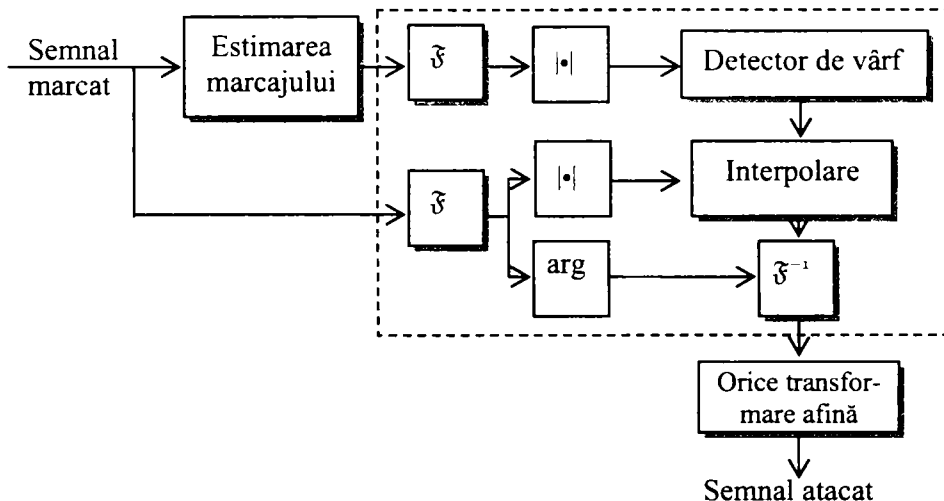 Semnal
marcat
Estimarea
marcajului
𝔉
|•|
Detector de vârf
𝔉
|•|
Interpolare
arg
𝔉⁻¹
Orice transfor-
mare afină
Semnal atacat